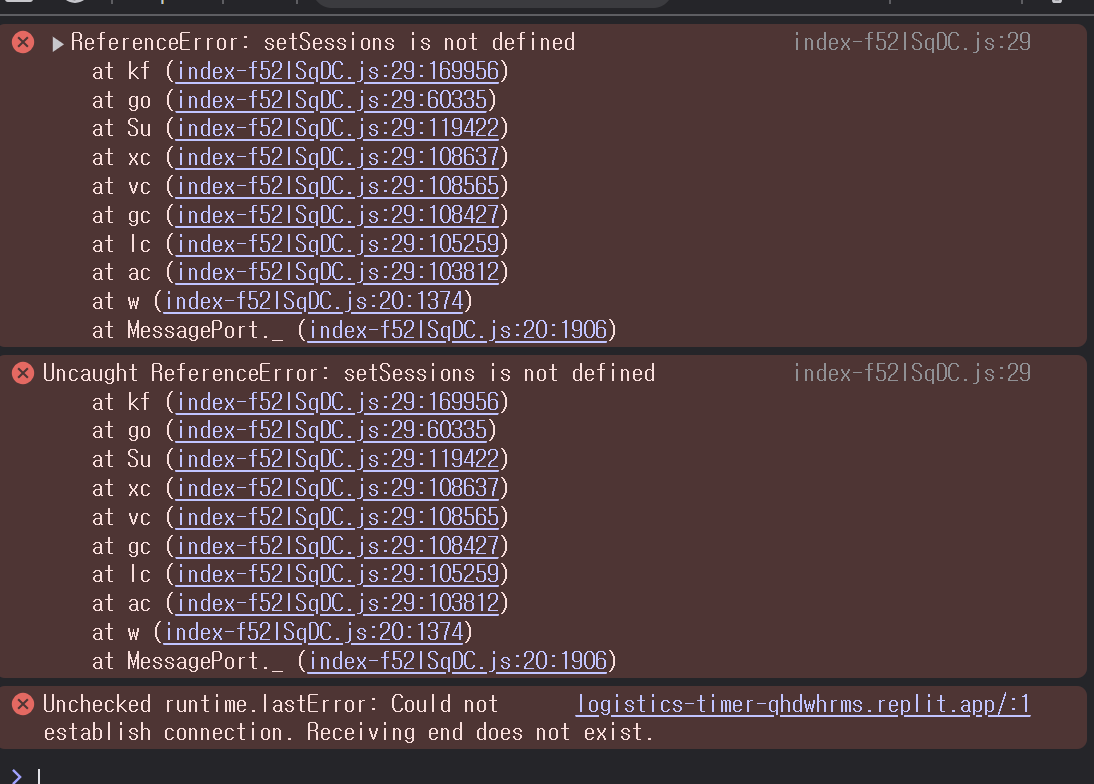 ReferenceError: setSessions is not defined index-f52lSqDC.js:29
at kf (index-f52lSqDC.js:29:169956)
at go (index-f52lSqDC.js:29:60335)
at Su (index-f52lSqDC.js:29:119422)
at xc (index-f52lSqDC.js:29:108637)
at vc (index-f52lSqDC.js:29:108565)
at gc (index-f52lSqDC.js:29:108427)
at lc (index-f52lSqDC.js:29:105259)
at ac (index-f52lSqDC.js:29:103812)
at w (index-f52lSqDC.js:20:1374)
at MessagePort._ (index-f52lSqDC.js:20:1906)
Uncaught ReferenceError: setSessions is not defined index-f52lSqDC.js:29
at kf (index-f52lSqDC.js:29:169956)
at go (index-f52lSqDC.js:29:60335)
at Su (index-f52lSqDC.js:29:119422)
at xc (index-f52lSqDC.js:29:108637)
at vc (index-f52lSqDC.js:29:108565)
at gc (index-f52lSqDC.js:29:108427)
at lc (index-f52lSqDC.js:29:105259)
at ac (index-f52lSqDC.js:29:103812)
at w (index-f52lSqDC.js:20:1374)
at MessagePort._ (index-f52lSqDC.js:20:1906)
Unchecked runtime.lastError: Could not logistics-timer-qhdwhrms.replit.app/:1
establish connection. Receiving end does not exist.